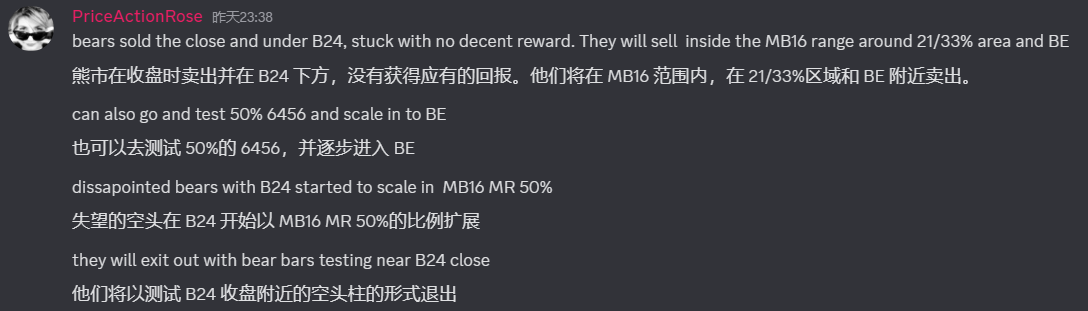 PriceActionRose 昨天23:38
bears sold the close and under B24, stuck with no decent reward. They will sell  inside the MB16 range around 21/33% area and BE
熊市在收盘时卖出并在 B24 下方，没有获得应有的回报。他们将在 MB16 范围内，在 21/33%区域和 BE 附近卖出。
can also go and test 50% 6456 and scale in to BE
也可以去测试 50%的 6456，并逐步进入 BE
dissapointed bears with B24 started to scale in  MB16 MR 50%
失望的空头在 B24 开始以 MB16 MR 50%的比例扩展
they will exit out with bear bars testing near B24 close
他们将以测试 B24 收盘附近的空头柱的形式退出